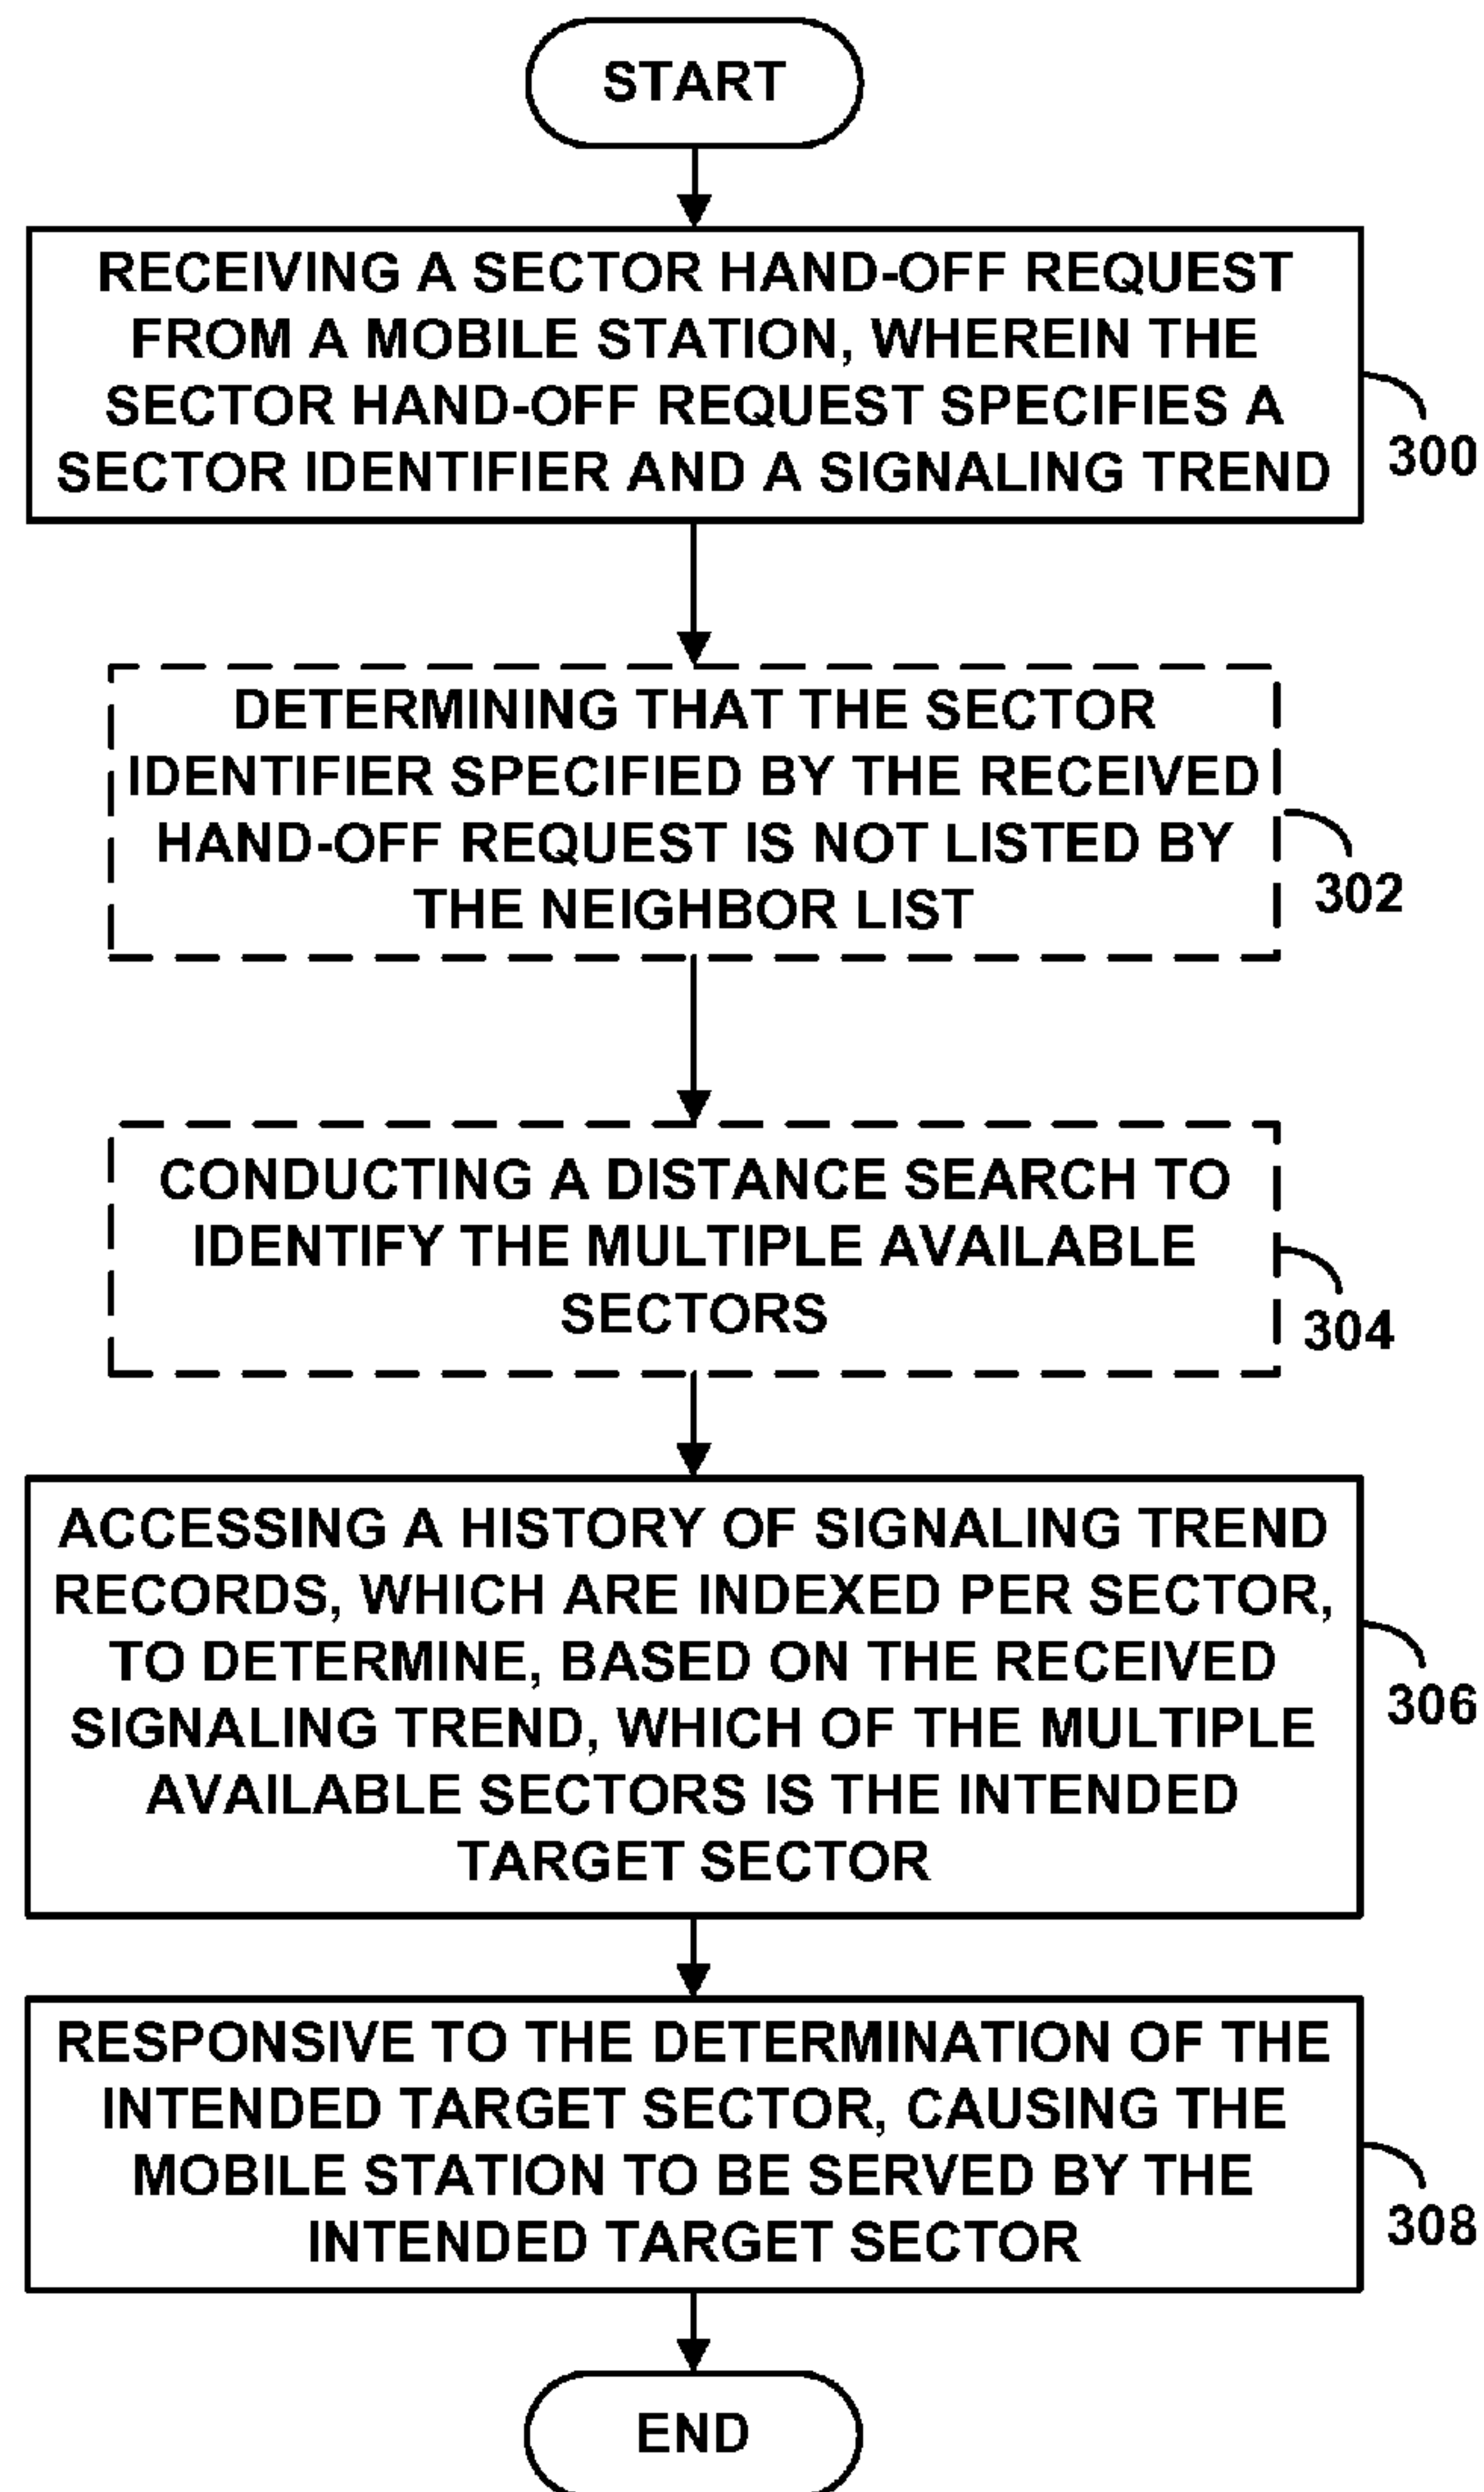 START
RECEIVING A SECTOR HAND-OFF REQUEST
FROM A MOBILE STATION, WHEREIN THE
SECTOR HAND-OFF REQUEST SPECIFIES A
SECTOR IDENTIFIER AND A SIGNALING TREND
300
DETERMINING THAT THE SECTOR
IDENTIFIER SPECIFIED BY THE RECEIVED
HAND-OFF REQUEST IS NOT LISTED BY
THE NEIGHBOR LIST
302
CONDUCTING A DISTANCE SEARCH TO
IDENTIFY THE MULTIPLE AVAILABLE
SECTORS
304
ACCESSING A HISTORY OF SIGNALING TREND
RECORDS, WHICH ARE INDEXED PER SECTOR,
TO DETERMINE, BASED ON THE RECEIVED
SIGNALING TREND, WHICH OF THE MULTIPLE
AVAILABLE SECTORS IS THE INTENDED
TARGET SECTOR
306
RESPONSIVE TO THE DETERMINATION OF THE
INTENDED TARGET SECTOR, CAUSING THE
MOBILE STATION TO BE SERVED BY THE
INTENDED TARGET SECTOR
308
END